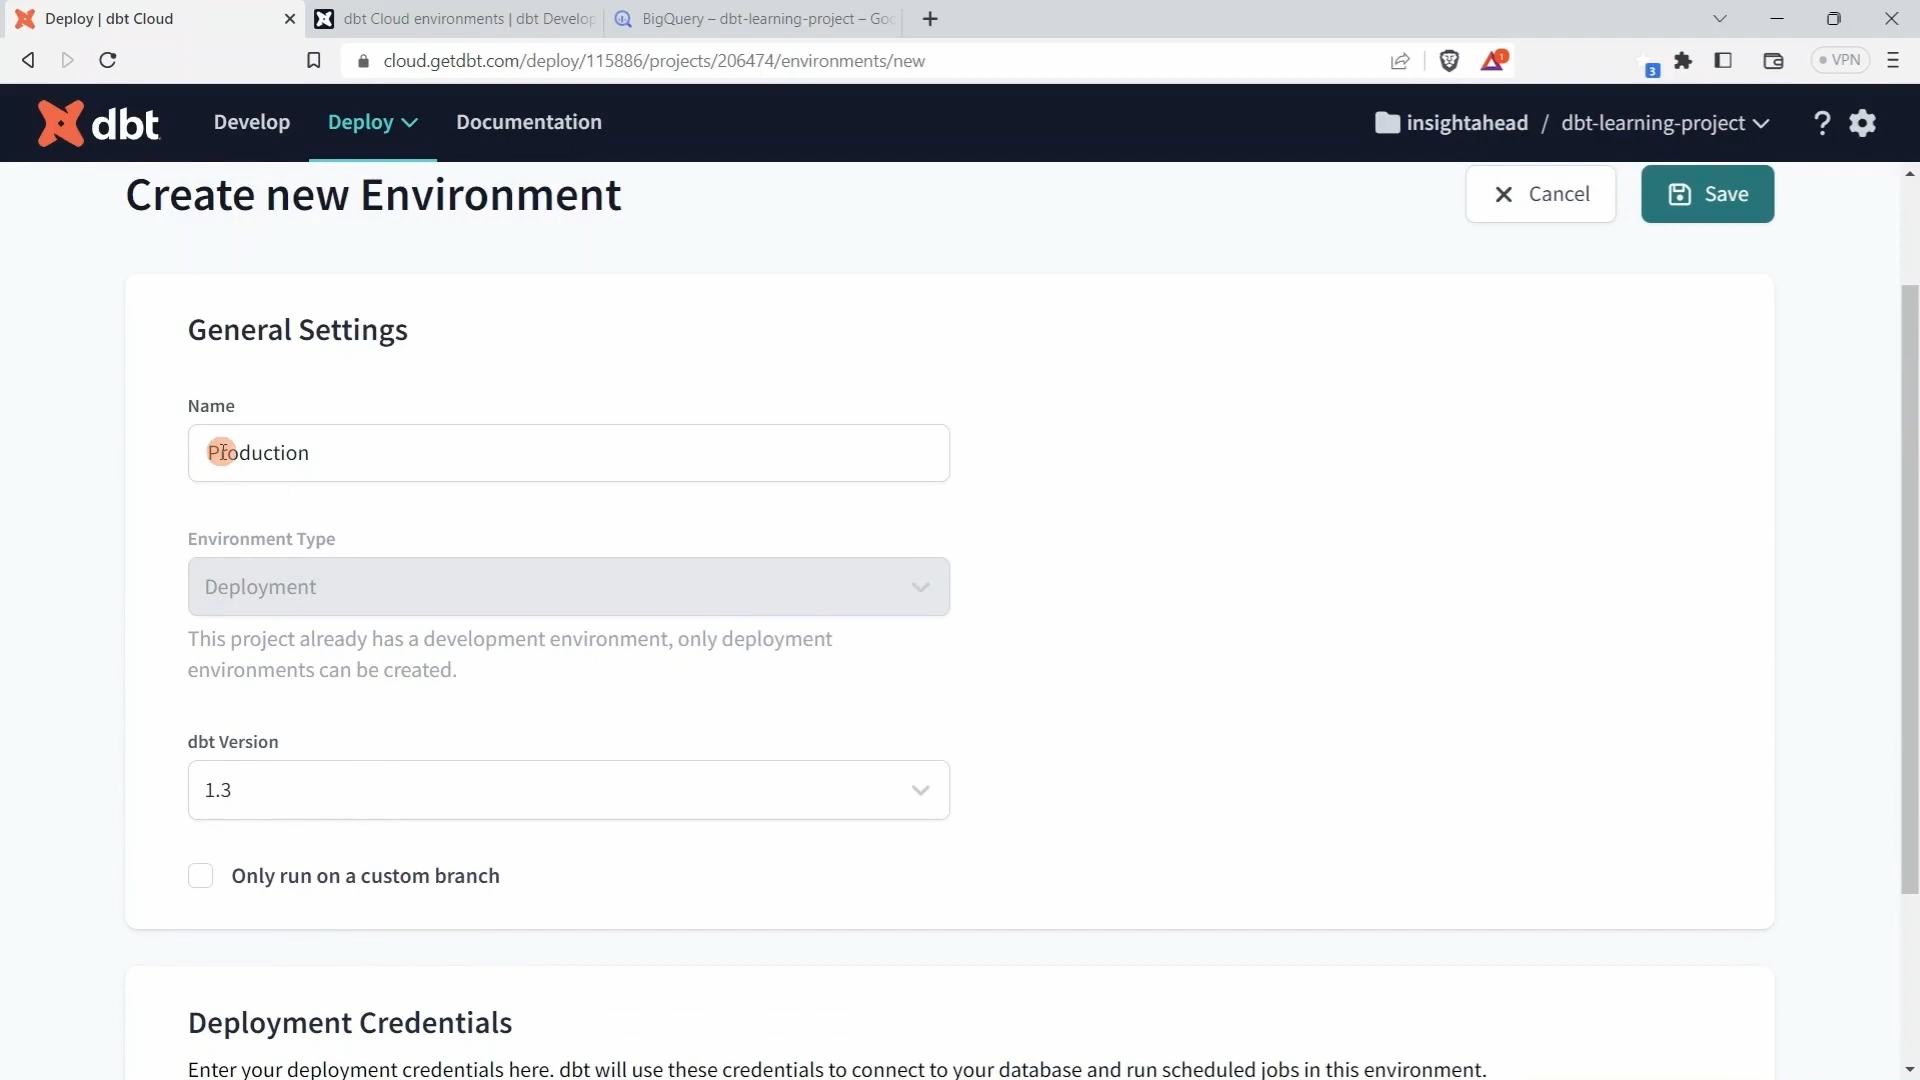 Deploy | dbt Cloud
dbt Cloud environments | dbt Develop
BigQuery – dbt-learning-project – Goo
cloud.getdbt.com/deploy/115886/projects/206474/environments/new
1
3
VPN
dbt
Develop
Deploy
Documentation
insightahead / dbt-learning-project
?
Create new Environment
Cancel
Save
General Settings
Name
Production
Environment Type
Deployment
This project already has a development environment, only deployment
environments can be created.
dbt Version
1.3
Only run on a custom branch
Deployment Credentials
Enter your deployment credentials here. dbt will use these credentials to connect to your database and run scheduled jobs in this environment.